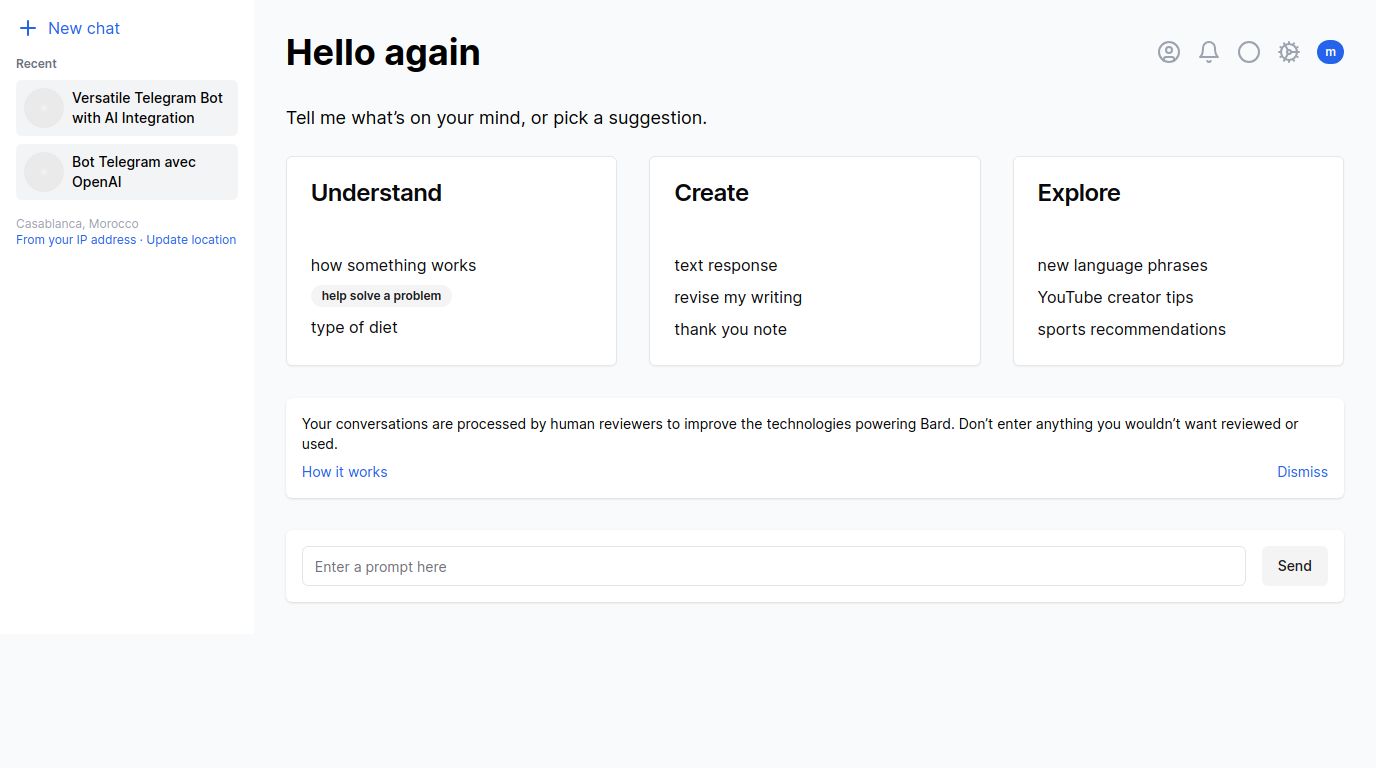 New chat
Recent
Versatile Telegram Bot
with AI Integration
Bot Telegram avec
OpenAI
Casablanca, Morocco
From your IP address · Update location
Hello again
m
Tell me what’s on your mind, or pick a suggestion.
Understand
how something works
help solve a problem
type of diet
Create
text response
revise my writing
thank you note
Explore
new language phrases
YouTube creator tips
sports recommendations
Your conversations are processed by human reviewers to improve the technologies powering Bard. Don’t enter anything you wouldn’t want reviewed or
used.
How it works
Dismiss
Enter a prompt here
Send